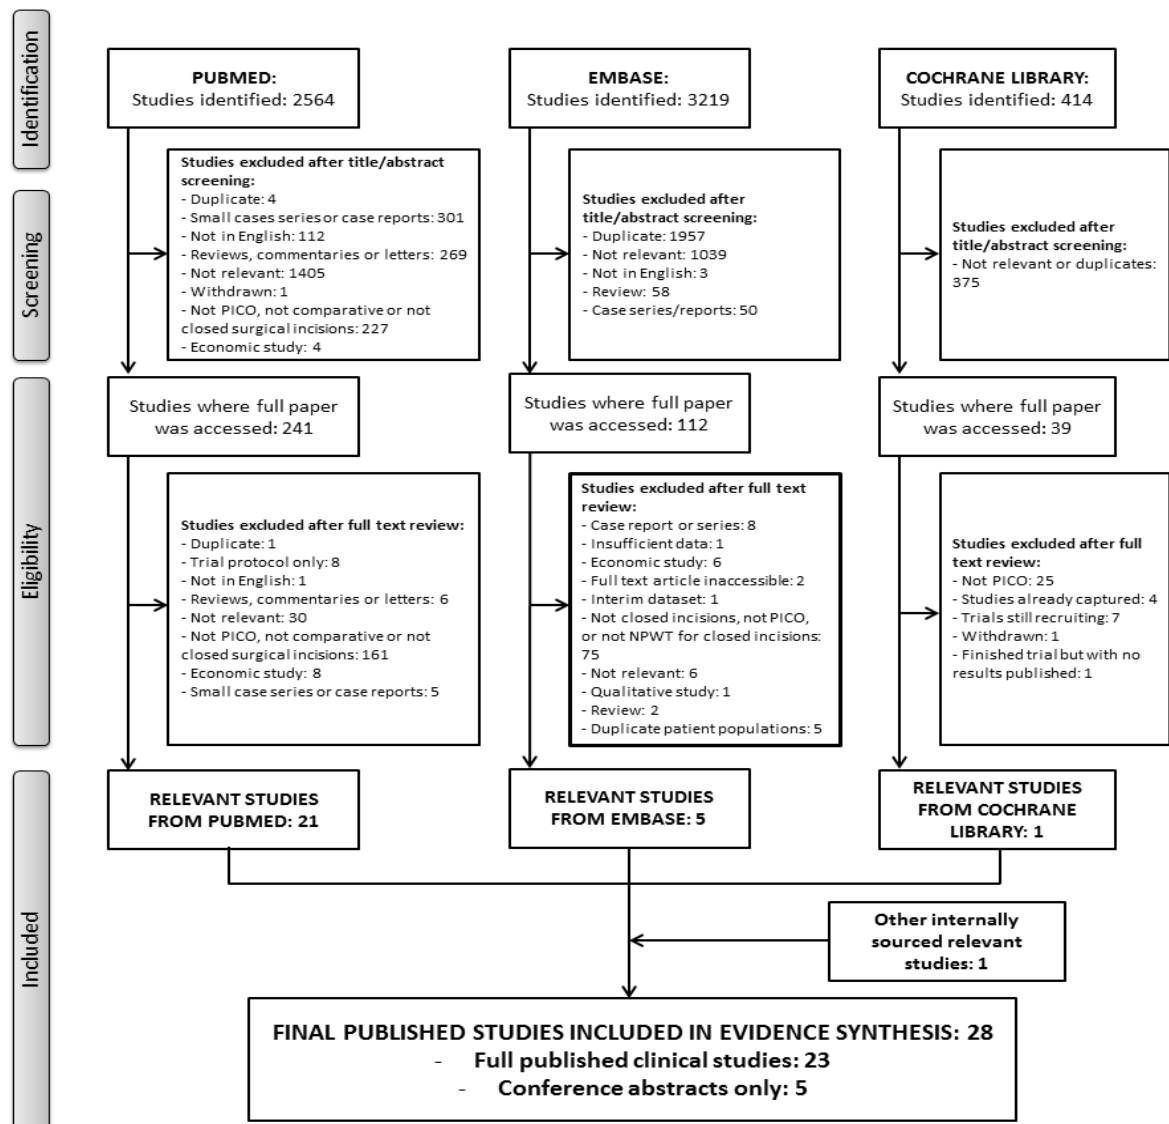 Identification
PUBMED:
Studies identified: 2564
EMBASE:
Studies identified: 3219
COCHRANE LIBRARY:
Studies identified: 414
Screening
Studies excluded after title/abstract
screening:
- Duplicate: 4
- Small cases series or case reports: 301
- Not in English: 112
- Reviews, commentaries or letters: 269
- Not relevant: 1405
- Withdrawn: 1
- Not PICO, not comparative or not
closed surgical incisions: 227
- Economic study: 4
Studies excluded after
title/abstract screening:
- Duplicate: 1957
- Not relevant: 1039
- Not in English: 3
- Review: 58
- Case series/reports: 50
Studies excluded after
title/abstract screening:
- Not relevant or duplicates:
375
Eligibility
Studies where full paper
was accessed: 241
Studies where full paper
was accessed: 112
Studies where full paper
was accessed: 39
Studies excluded after full text review:
- Duplicate: 1
- Trial protocol only: 8
- Not in English: 1
- Reviews, commentaries or letters: 6
- Not relevant: 30
- Not PICO, not comparative or not
closed surgical incisions: 161
- Economic study: 8
- Small case series or case reports: 5
Studies excluded after full text
review:
- Case report or series: 8
- Insufficient data: 1
- Economic study: 6
- Full text article inaccessible: 2
- Interim dataset: 1
- Not closed incisions, not PICO,
or not NPWT for closed incisions:
75
- Not relevant: 6
- Qualitative study: 1
- Review: 2
- Duplicate patient populations: 5
Studies excluded after full
text review:
- Not PICO: 25
- Studies already captured: 4
- Trials still recruiting: 7
- Withdrawn: 1
- Finished trial but with no
results published: 1
Included
RELEVANT STUDIES
FROM PUBMED: 21
RELEVANT STUDIES
FROM EMBASE: 5
RELEVANT STUDIES
FROM COCHRANE
LIBRARY: 1
Other internally
sourced relevant
studies: 1
FINAL PUBLISHED STUDIES INCLUDED IN EVIDENCE SYNTHESIS: 28
- Full published clinical studies: 23
- Conference abstracts only: 5